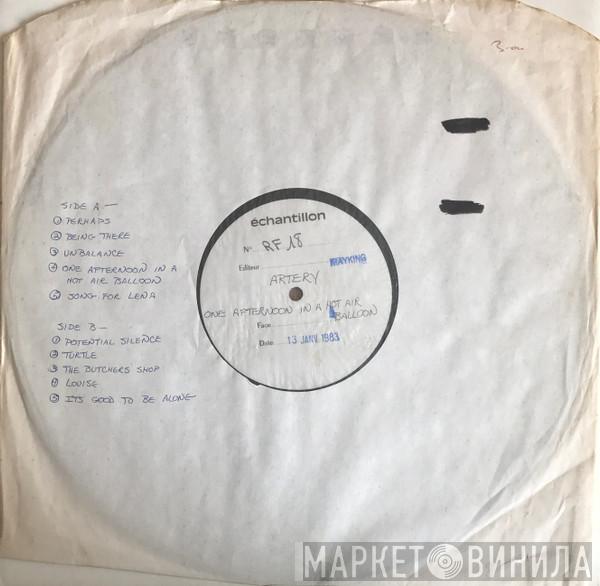 SIDE A —
① PERHAPS
② BEING THERE
③ UNBALANCE
④ ONE AFTERNOON IN A
HOT AIR BALLOON
⑤ SONG FOR LENA
SIDE B —
① POTENTIAL SILENCE
② TURTLE
③ THE BUTCHERS SHOP
④ LOUISE
⑤ ITS GOOD TO BE ALONE
échantillon
N° RF 18
Editeur MAYKING
ARTERY
ONE AFTERNOON IN A HOT AIR
BALLOON
Face
Date 13 JANV 1983
МАРКЕТ ВИНИЛА